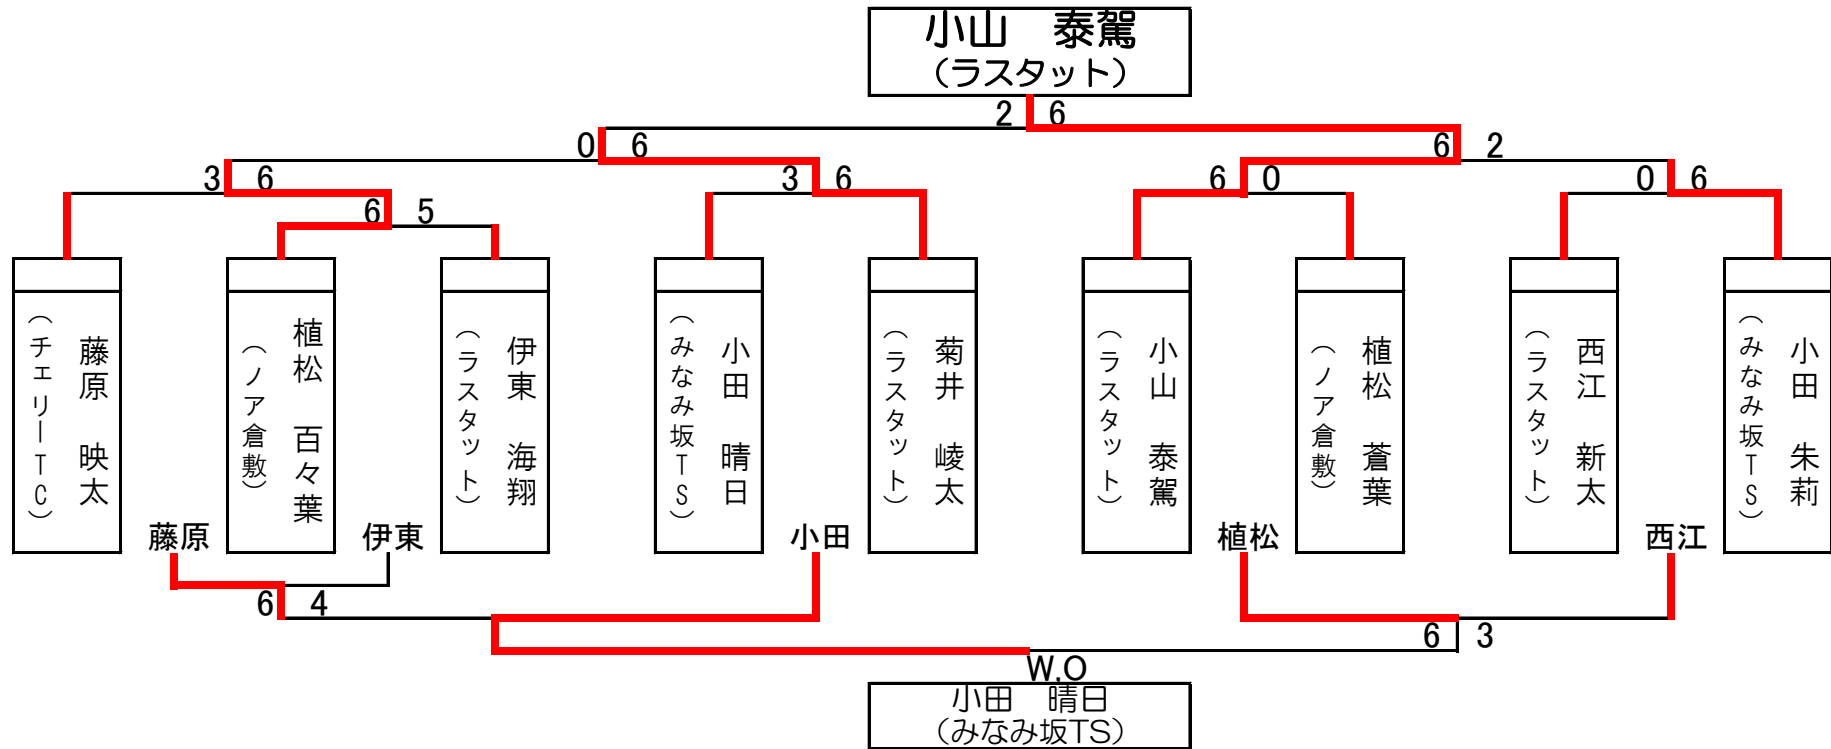 小山　泰駕
（ラスタット）
2 6
0 6
6 2
3 6
3 6
6 0
0 6
6 5
藤原　映太
（チェリーTC）
植松　百々葉
（ノア倉敷）
伊東　海翔
（ラスタット）
小田　晴日
（みなみ坂TS）
菊井　崚太
（ラスタット）
小山　泰駕
（ラスタット）
植松　蒼葉
（ノア倉敷）
西江　新太
（ラスタット）
小田　朱莉
（みなみ坂TS）
藤原
伊東
小田
植松
西江
6 4
6 3
W.O
小田　晴日
（みなみ坂TS）